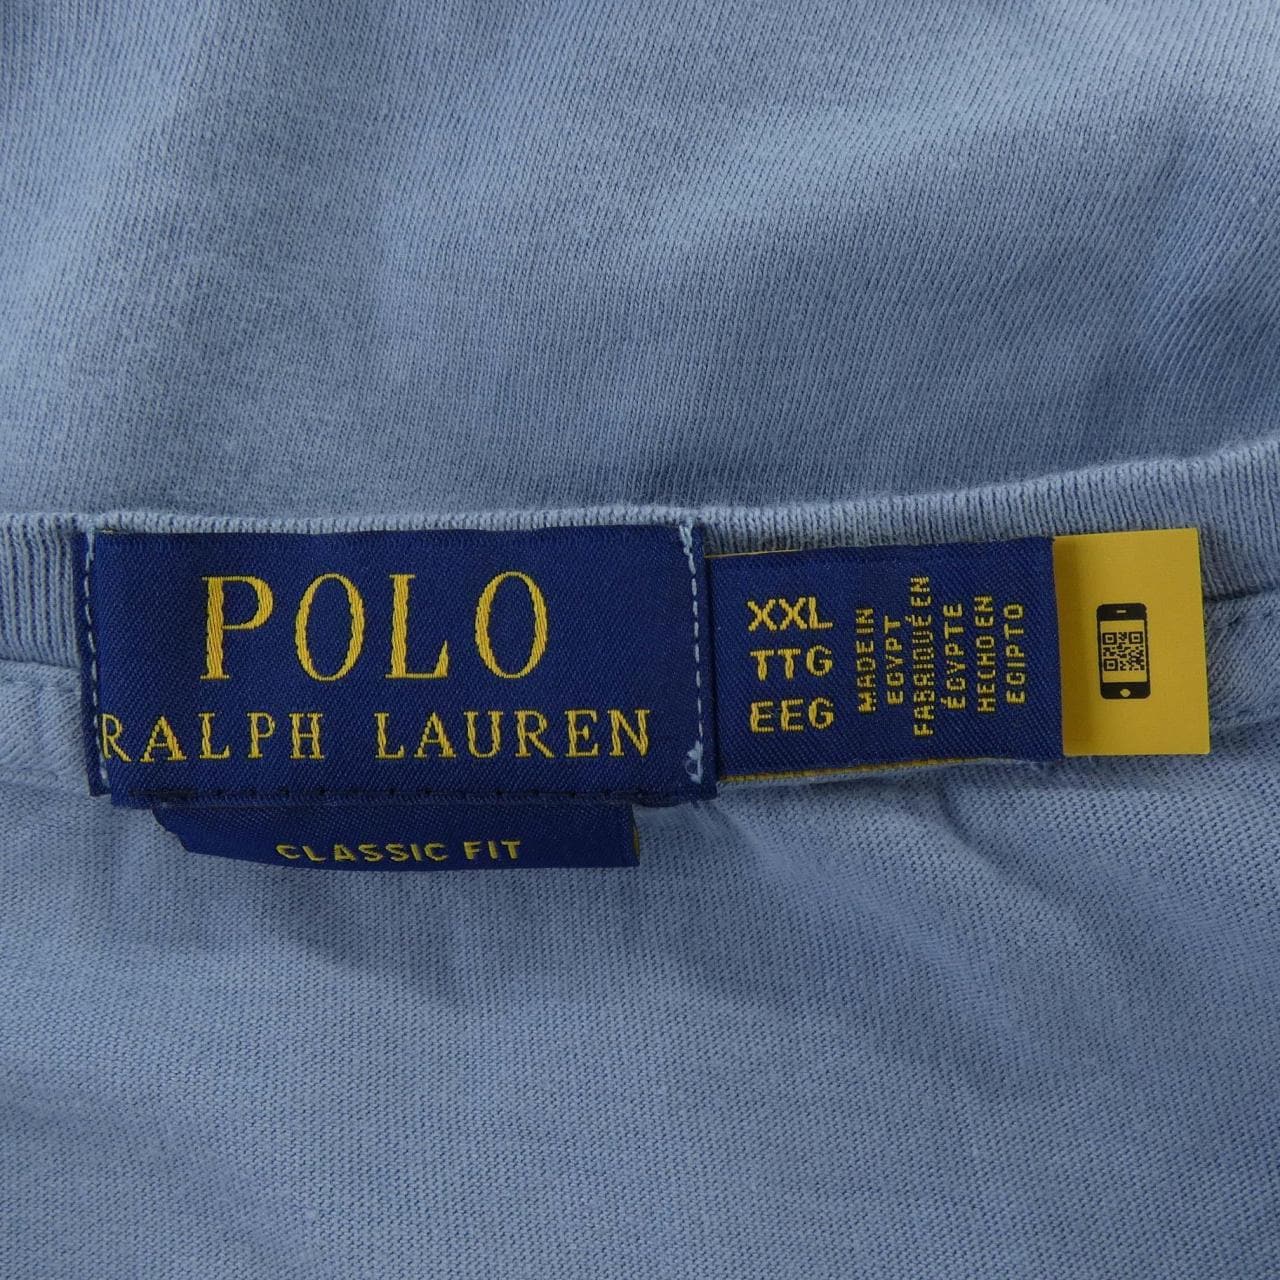 POLO
RALPH LAUREN
CLASSIC FIT
XXL
TTG
EEG
MADE IN
EGYPT
FABRIQUÉ EN
ÉGYPTE
HECHO EN
EGIPTO